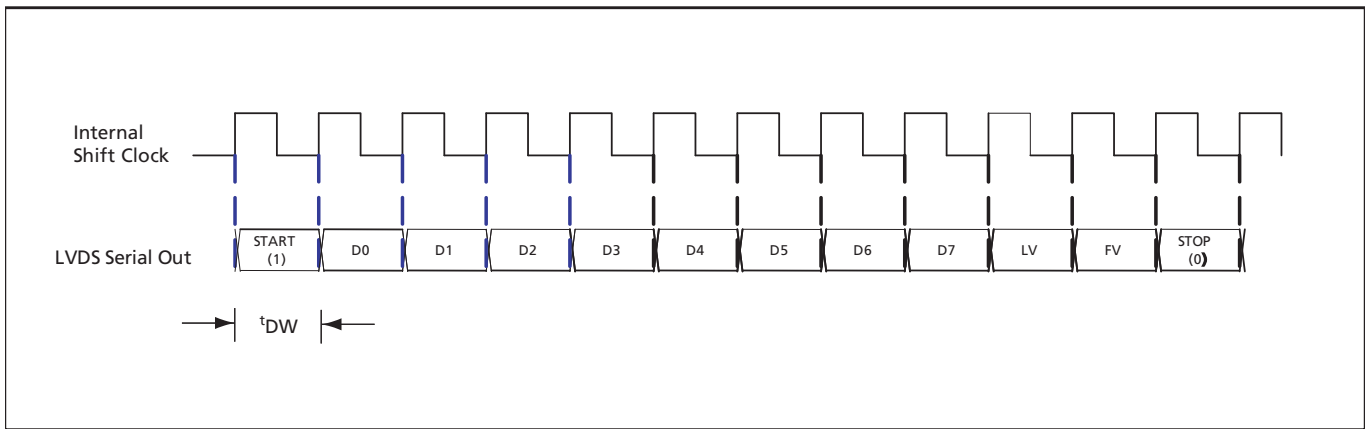 Internal
Shift Clock
LVDS Serial Out
START
(1)
D0
D1
D2
D3
D4
D5
D6
D7
LV
FV
STOP
(0)
tDW